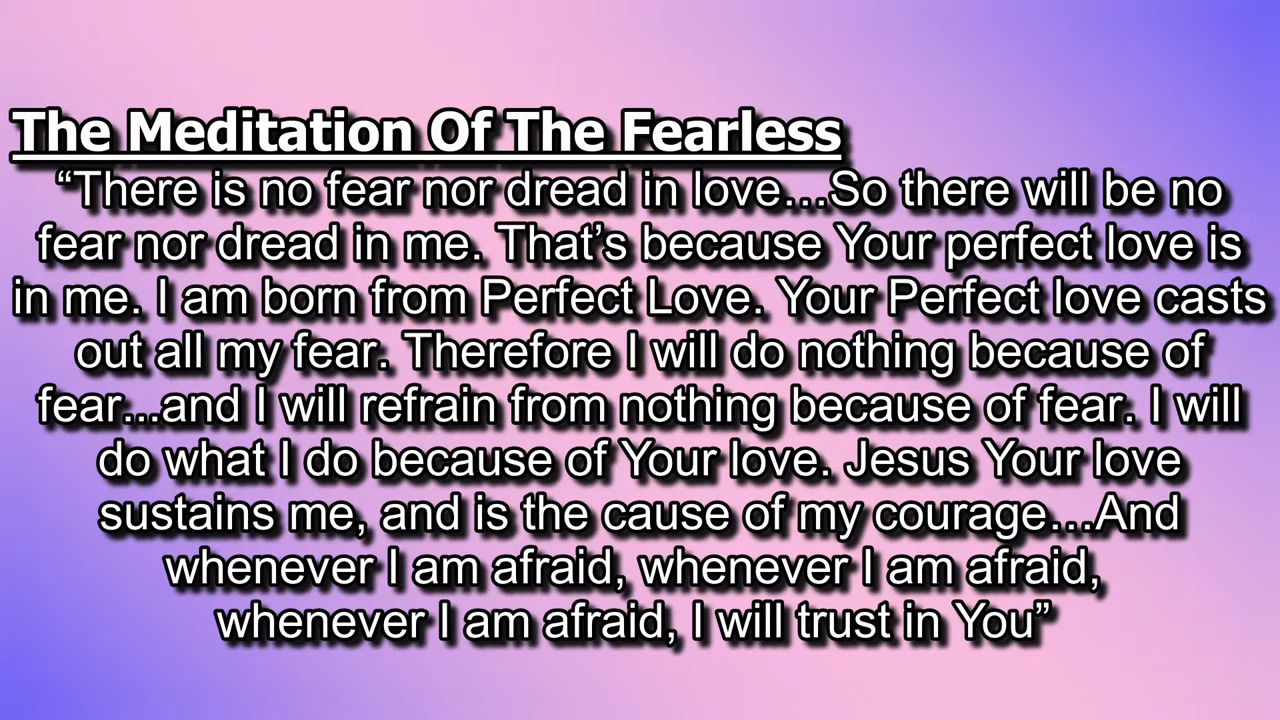 The Meditation Of The Fearless
“There is no fear nor dread in love…So there will be no
fear nor dread in me. That’s because Your perfect love is
in me. I am born from Perfect Love. Your Perfect love casts
out all my fear. Therefore I will do nothing because of
fear...and I will refrain from nothing because of fear. I will
do what I do because of Your love. Jesus Your love
sustains me, and is the cause of my courage…And
whenever I am afraid, whenever I am afraid,
whenever I am afraid, I will trust in You”